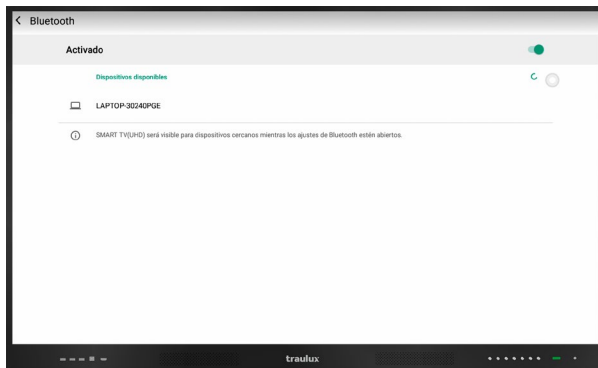 Bluetooth
Activado
Dispositivos disponibles
LAPTOP-30240PGE
SMART TV(UHD) será visible para dispositivos cercanos mientras los ajustes de Bluetooth estén abiertos.
traulux